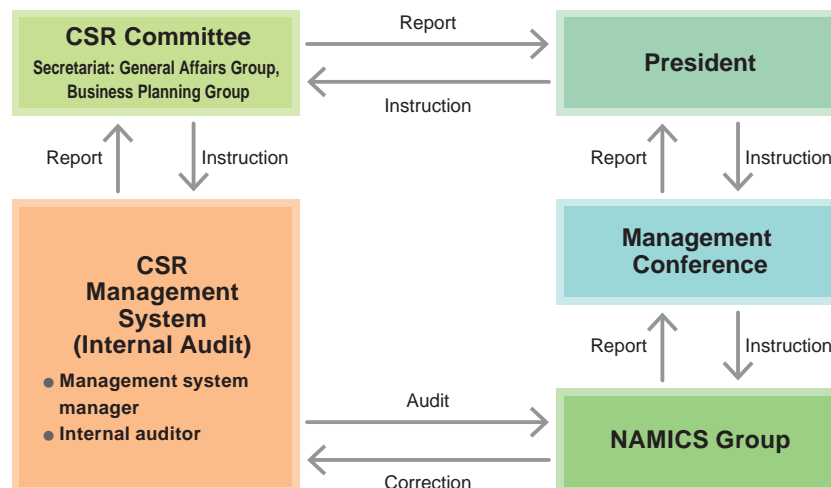 CSR Committee
Secretariat: General Affairs Group,
Business Planning Group
Report
Instruction
President
Report
Instruction
Report
Instruction
CSR
Management
System
(Internal Audit)
● Management system
manager
● Internal auditor
Management
Conference
Report
Instruction
Audit
Correction
NAMICS Group